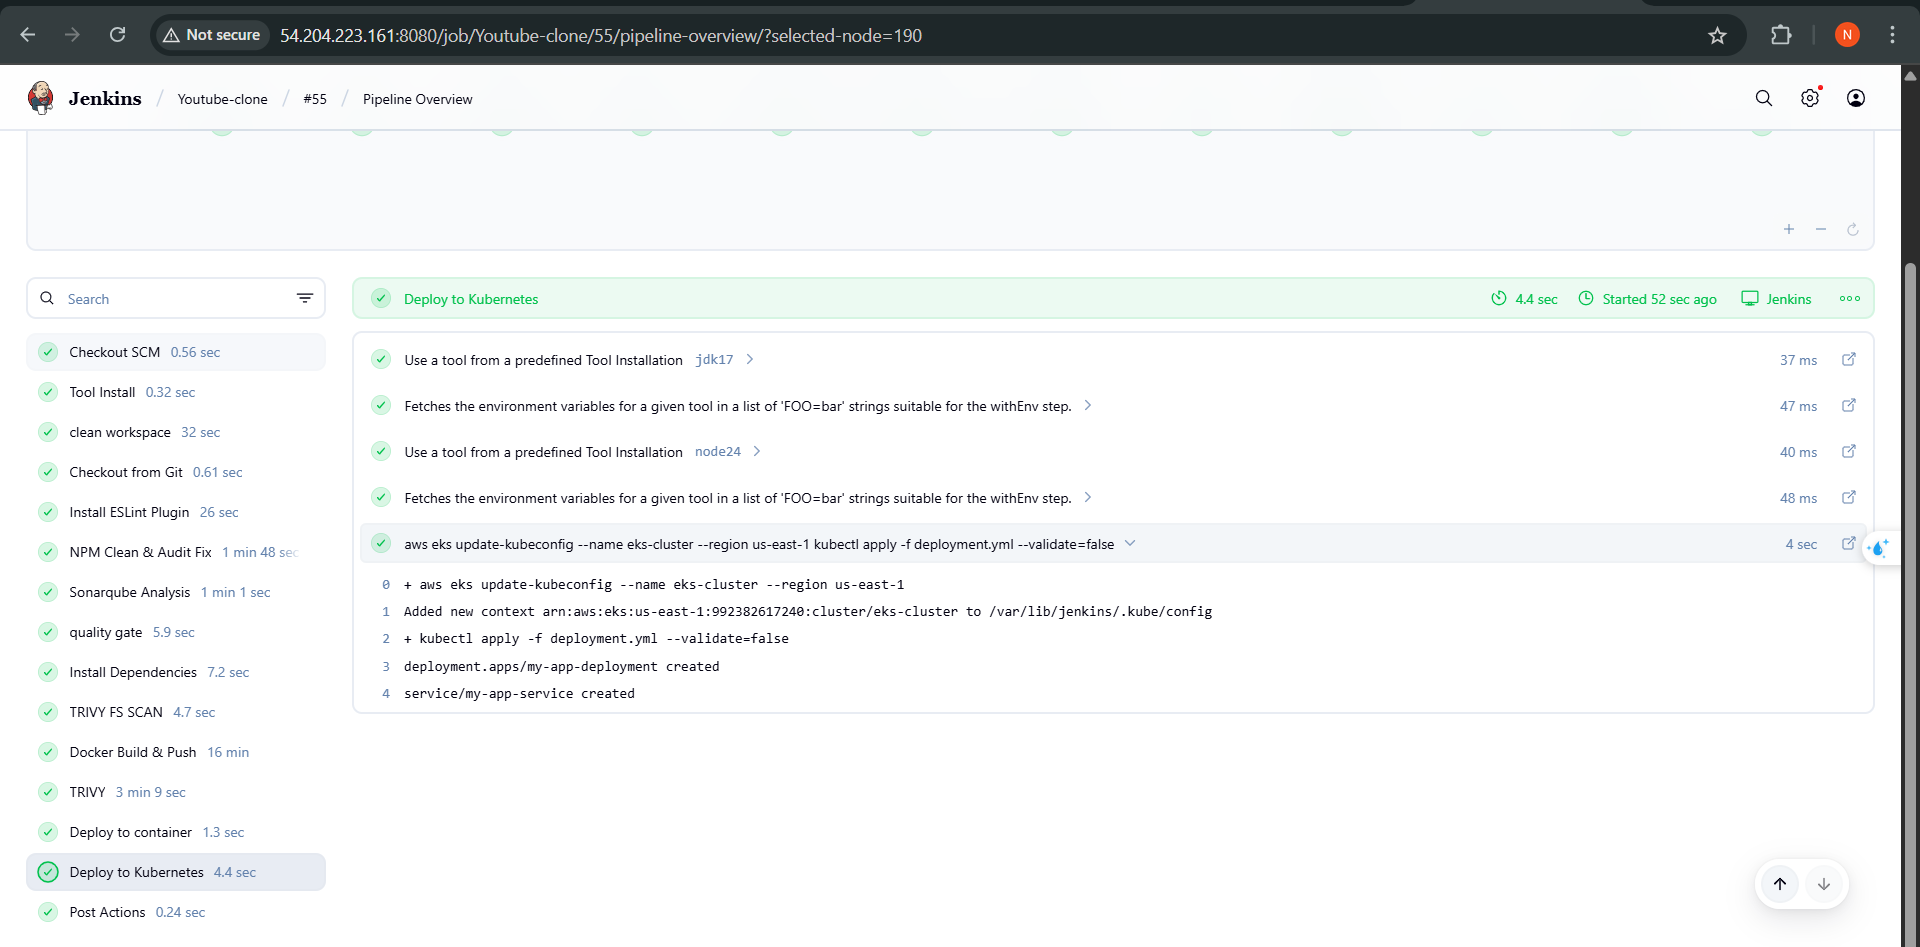 Not secure 54.204.223.161:8080/job/Youtube-clone/55/pipeline-overview/?selected-node=190
N
Jenkins / Youtube-clone / #55 / Pipeline Overview
Search
Deploy to Kubernetes 4.4 sec Started 52 sec ago Jenkins
Checkout SCM 0.56 sec
Tool Install 0.32 sec
clean workspace 32 sec
Checkout from Git 0.61 sec
Install ESLint Plugin 26 sec
NPM Clean & Audit Fix 1 min 48 sec
Sonarqube Analysis 1 min 1 sec
quality gate 5.9 sec
Install Dependencies 7.2 sec
TRIVY FS SCAN 4.7 sec
Docker Build & Push 16 min
TRIVY 3 min 9 sec
Deploy to container 1.3 sec
Deploy to Kubernetes 4.4 sec
Post Actions 0.24 sec
Use a tool from a predefined Tool Installation jdk17 37 ms
Fetches the environment variables for a given tool in a list of 'FOO=bar' strings suitable for the withEnv step. 47 ms
Use a tool from a predefined Tool Installation node24 40 ms
Fetches the environment variables for a given tool in a list of 'FOO=bar' strings suitable for the withEnv step. 48 ms
aws eks update-kubeconfig --name eks-cluster --region us-east-1 kubectl apply -f deployment.yml --validate=false 4 sec
0 + aws eks update-kubeconfig --name eks-cluster --region us-east-1
1 Added new context arn:aws:eks:us-east-1:992382617240:cluster/eks-cluster to /var/lib/jenkins/.kube/config
2 + kubectl apply -f deployment.yml --validate=false
3 deployment.apps/my-app-deployment created
4 service/my-app-service created